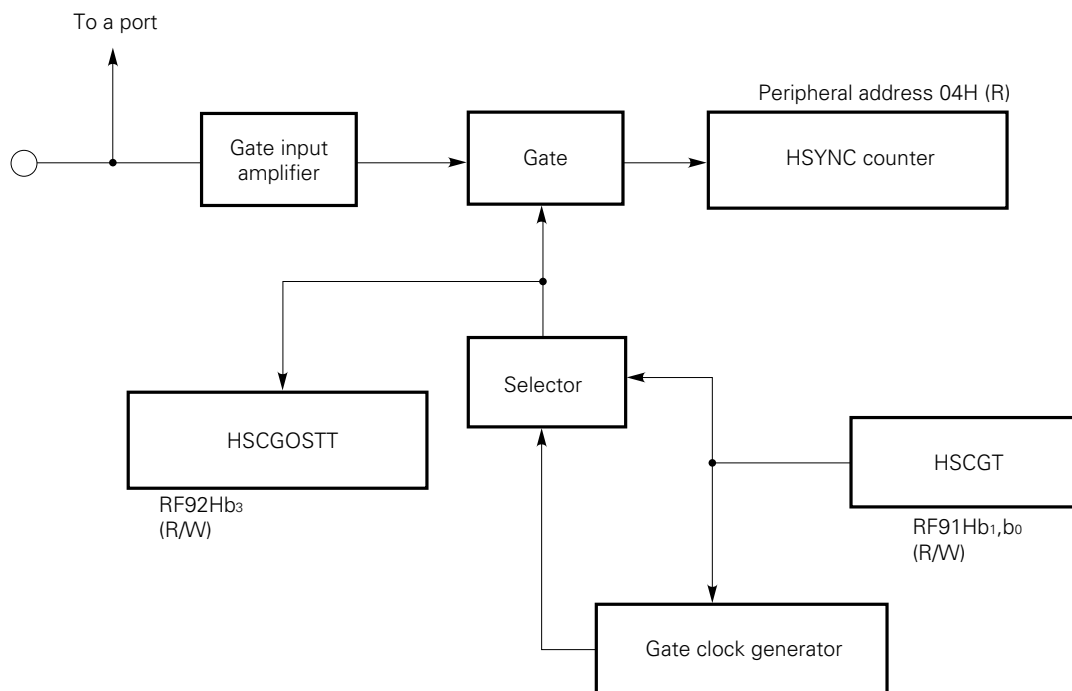 To a port
Peripheral address 04H (R)
Gate input
amplifier
Gate
HSYNC counter
Selector
HSCGOSTT
HSCGT
RF92Hb3
(R/W)
RF91Hb1,b0
(R/W)
Gate clock generator